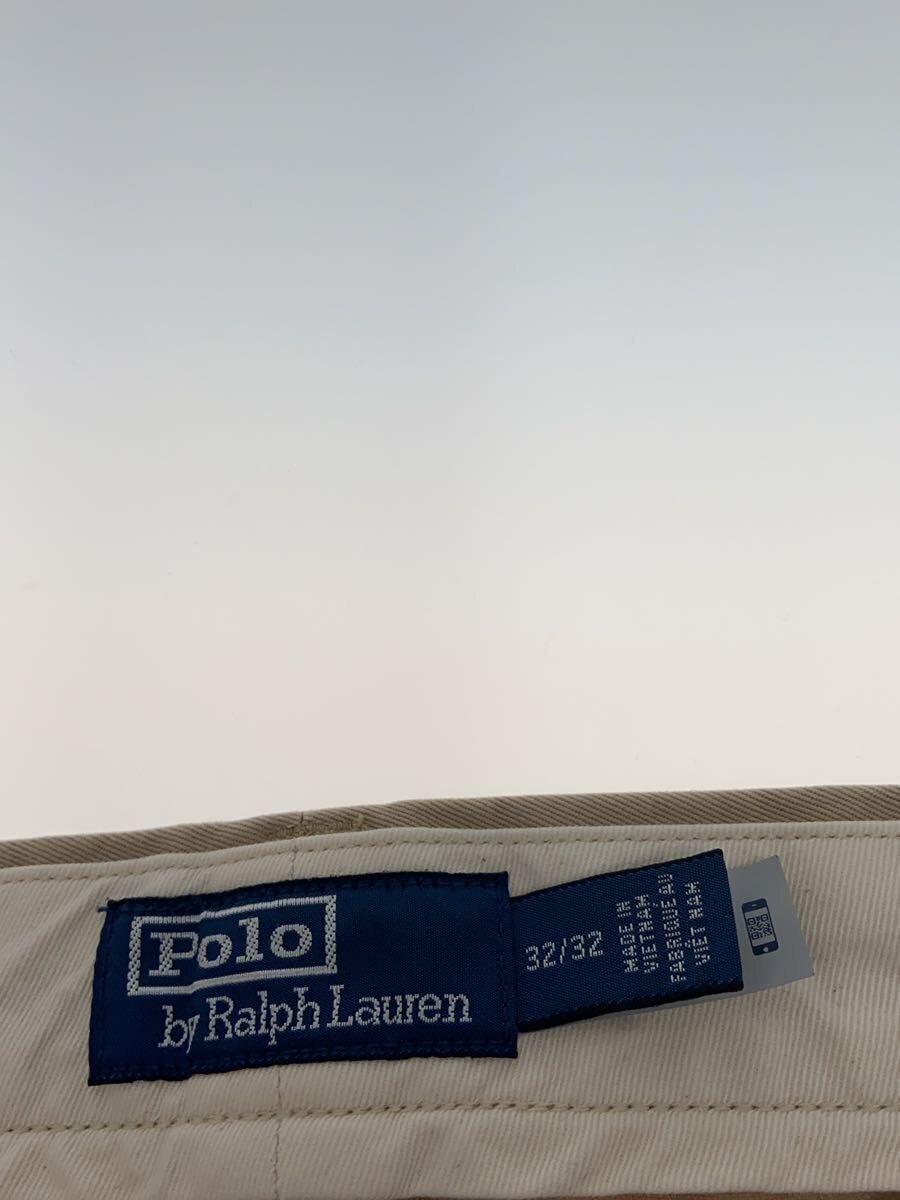 Polo
by Ralph Lauren
32/32
MADE IN
VIETNAM
FABRIQUE AU
VIET NAM